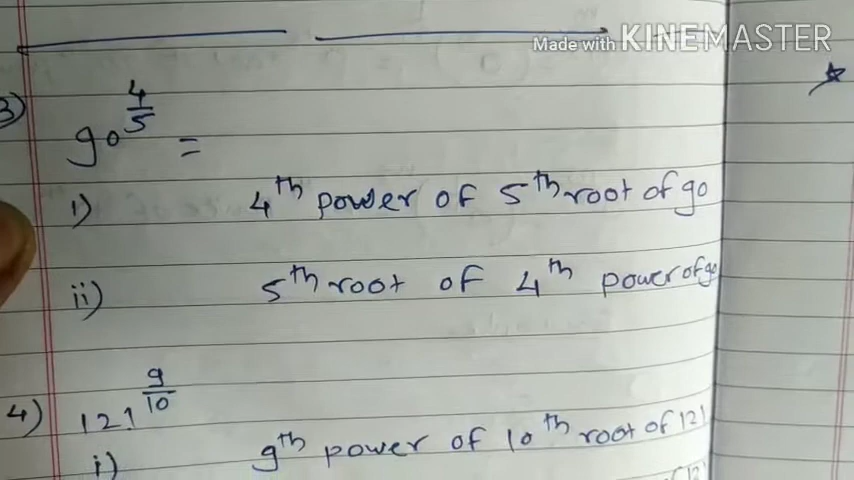 Made with KINEMASTER
3) 90^(4/5) =
i) 4th power of 5th root of 90
ii) 5th root of 4th power of 90
4) 121^(9/10)
i) 9th power of 10th root of 121